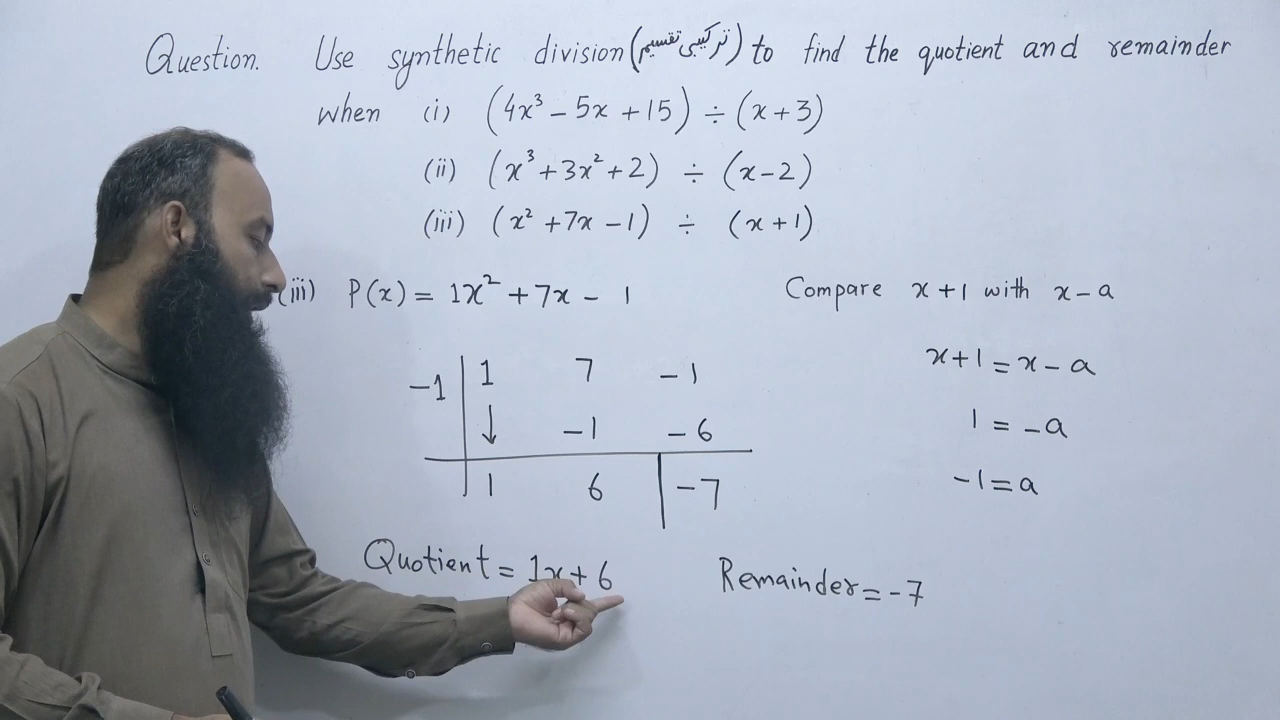 Question. Use synthetic division (ترکیبی تقسیم) to find the quotient and remainder
when (i) (4x³ − 5x + 15) ÷ (x + 3)
(ii) (x³ + 3x² + 2) ÷ (x − 2)
(iii) (x² + 7x − 1) ÷ (x + 1)
(iii) P(x) = 1x² + 7x − 1
−1 | 1 7 −1
↓ −1 −6
1 6 | −7
Quotient = 1x + 6
Compare x + 1 with x − a
x + 1 = x − a
1 = −a
−1 = a
Remainder = −7